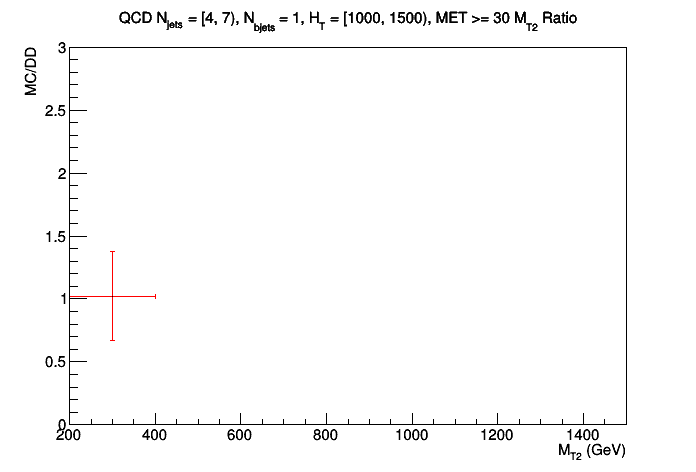 QCD N_jets = [4, 7), N_bjets = 1, H_T = [1000, 1500), MET >= 30 M_T2 Ratio
MC/DD
3
2.5
2
1.5
1
0.5
0
200 400 600 800 1000 1200 1400
M_T2 (GeV)